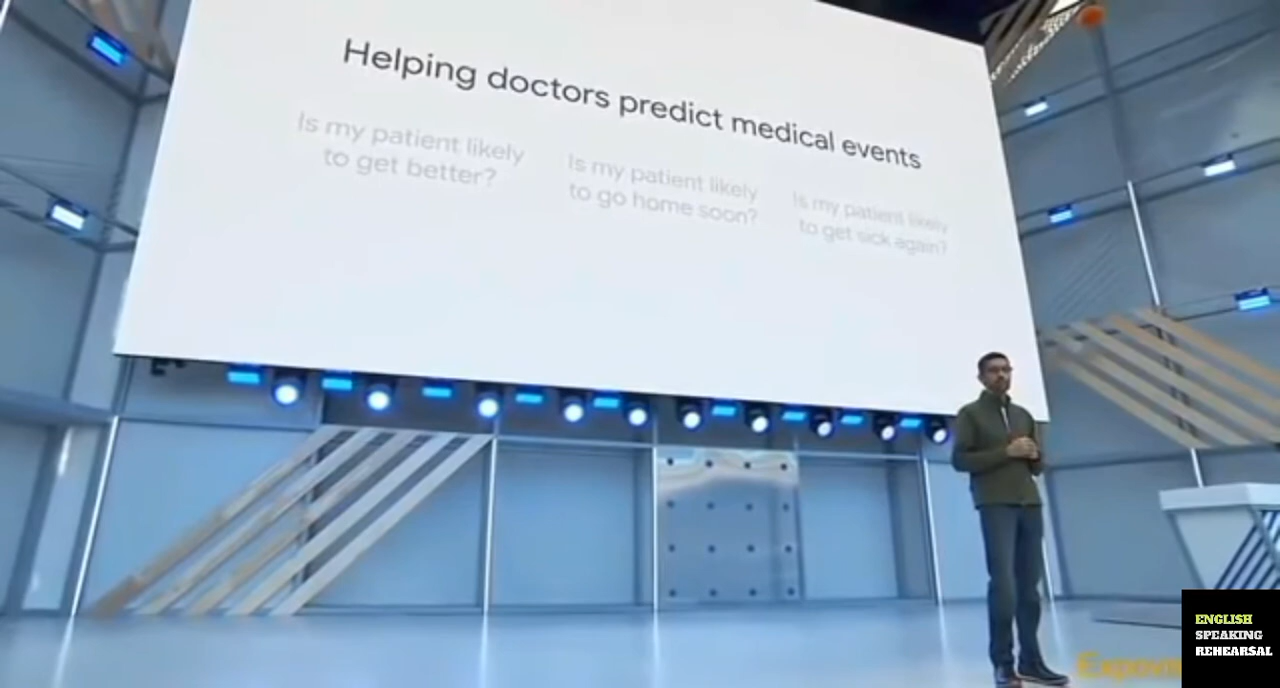 Helping doctors predict medical events
Is my patient likely
to get better?
Is my patient likely
to go home soon?
Is my patient likely
to get sick again?
ENGLISH
SPEAKING
REHEARSAL